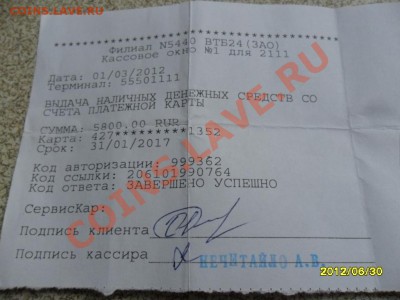 ******************************
Филиал N5440 ВТБ24(ЗАО)
Кассовое окно №1 для 2111
******************************
Дата: 01/03/2012
Терминал: 55501111
ВЫДАЧА НАЛИЧНЫХ ДЕНЕЖНЫХ СРЕДСТВ СО
СЧЕТА ПЛАТЕЖНОЙ КАРТЫ
СУММА: 5800.00 RUR
Карта: 427*********1352
Срок: 31/01/2017
Код авторизации: 999362
Код ссылки: 206101990764
Код ответа: ЗАВЕРШЕНО УСПЕШНО
СервисКар:
Подпись клиента
Подпись кассира НЕЧИТАЙЛО А.В.
COINS.LAVE.RU
2012/06/30